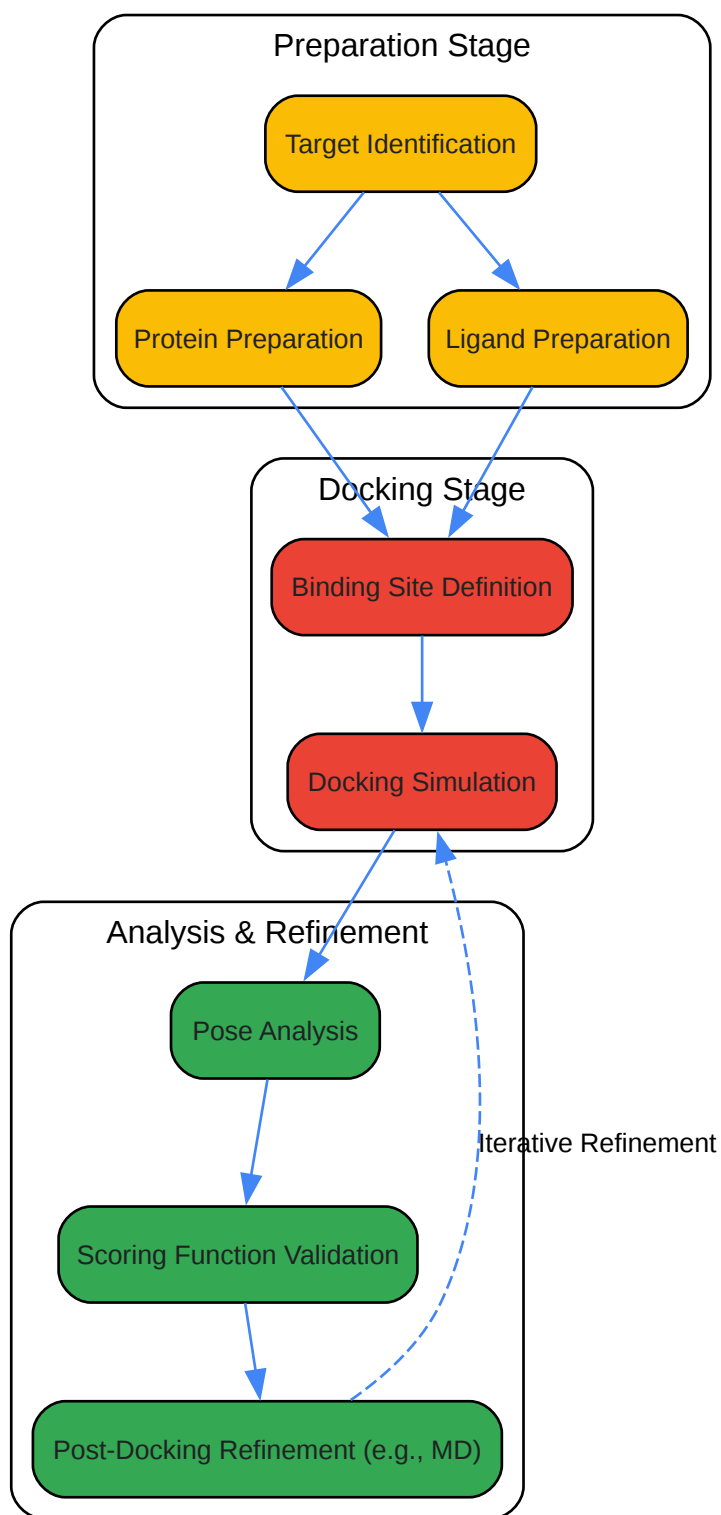 Preparation Stage
Target Identification
Protein Preparation
Ligand Preparation
Docking Stage
Binding Site Definition
Docking Simulation
Analysis & Refinement
Pose Analysis
Iterative Refinement
Scoring Function Validation
Post-Docking Refinement (e.g., MD)